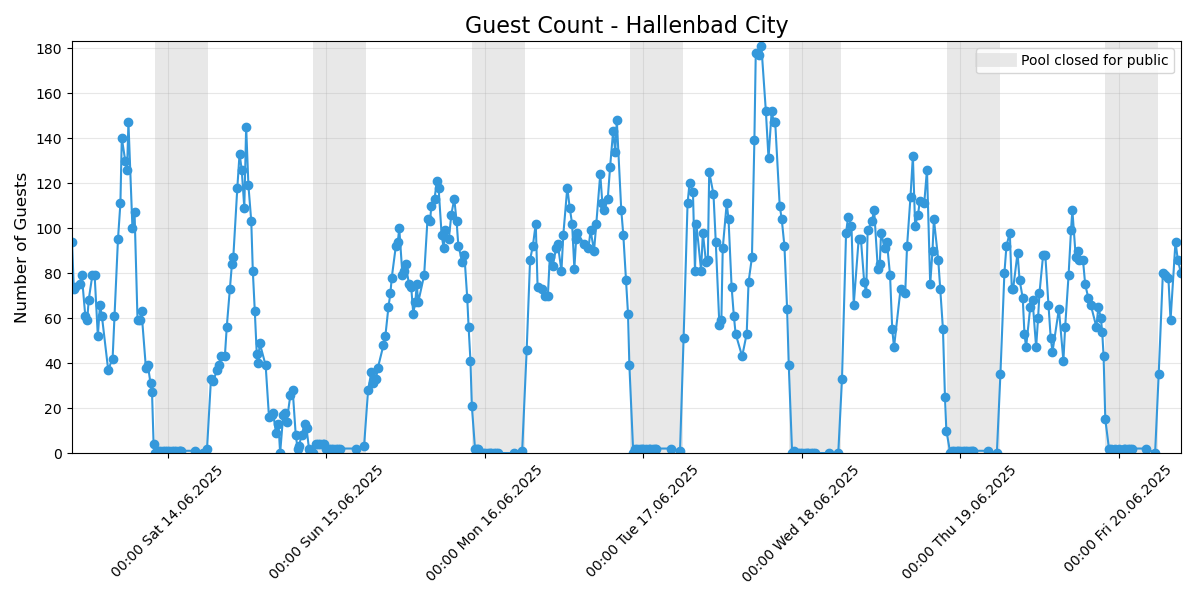 Guest Count - Hallenbad City
Pool closed for public
Number of Guests
180
160
140
120
100
80
60
40
20
0
00:00 Sat 14.06.2025
00:00 Sun 15.06.2025
00:00 Mon 16.06.2025
00:00 Tue 17.06.2025
00:00 Wed 18.06.2025
00:00 Thu 19.06.2025
00:00 Fri 20.06.2025